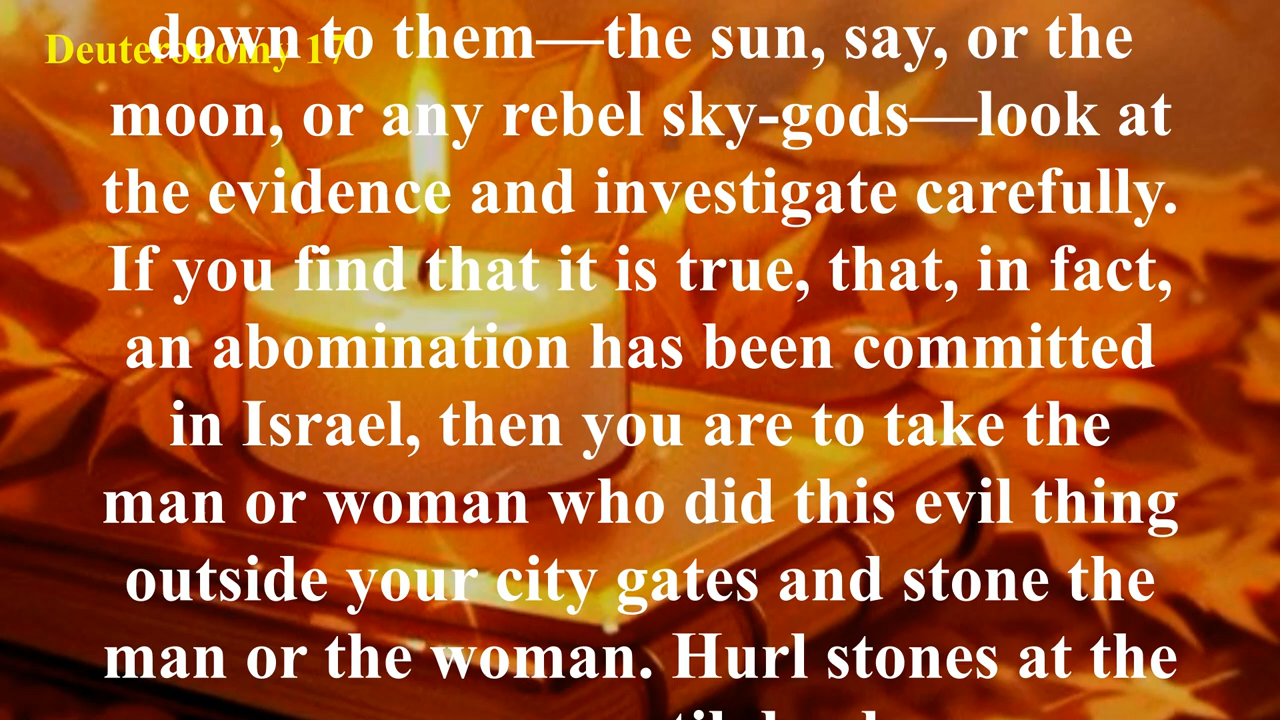 Deuteronomy 17
down to them—the sun, say, or the
moon, or any rebel sky-gods—look at
the evidence and investigate carefully.
If you find that it is true, that, in fact,
an abomination has been committed
in Israel, then you are to take the
man or woman who did this evil thing
outside your city gates and stone the
man or the woman. Hurl stones at the